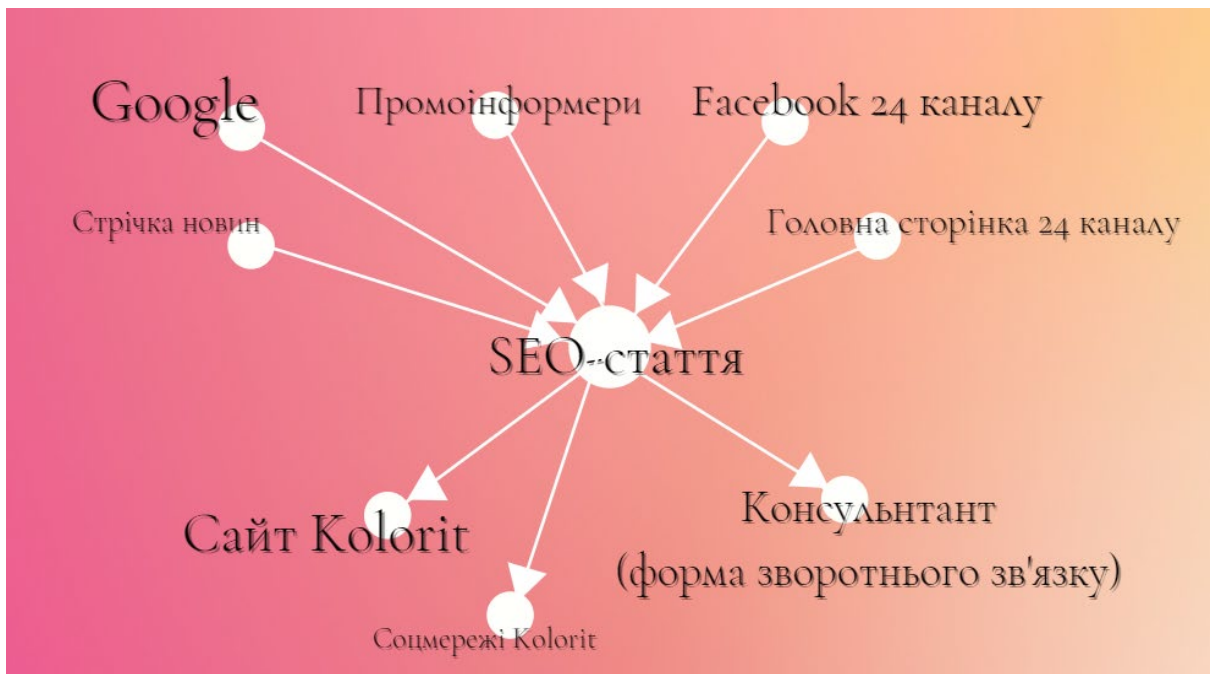 Google
Промоінформери
Facebook 24 каналу
Стрічка новин
Головна сторінка 24 каналу
SEO-стаття
Сайт Kolorit
Консульнтант
(форма зворотнього зв'язку)
Соцмережі Kolorit